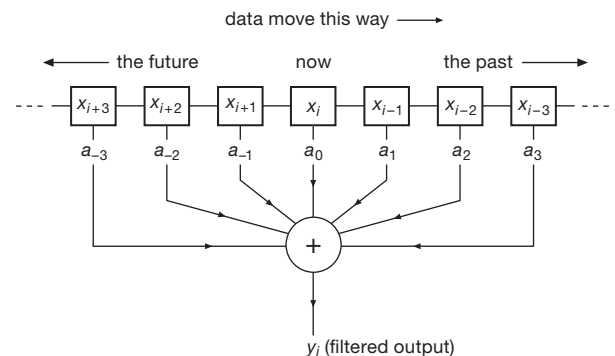 data move this way
the future now the past
x_{i+3} x_{i+2} x_{i+1} x_i x_{i−1} x_{i−2} x_{i−3}
a_{−3} a_{−2} a_{−1} a_0 a_1 a_2 a_3
+
y_i (filtered output)